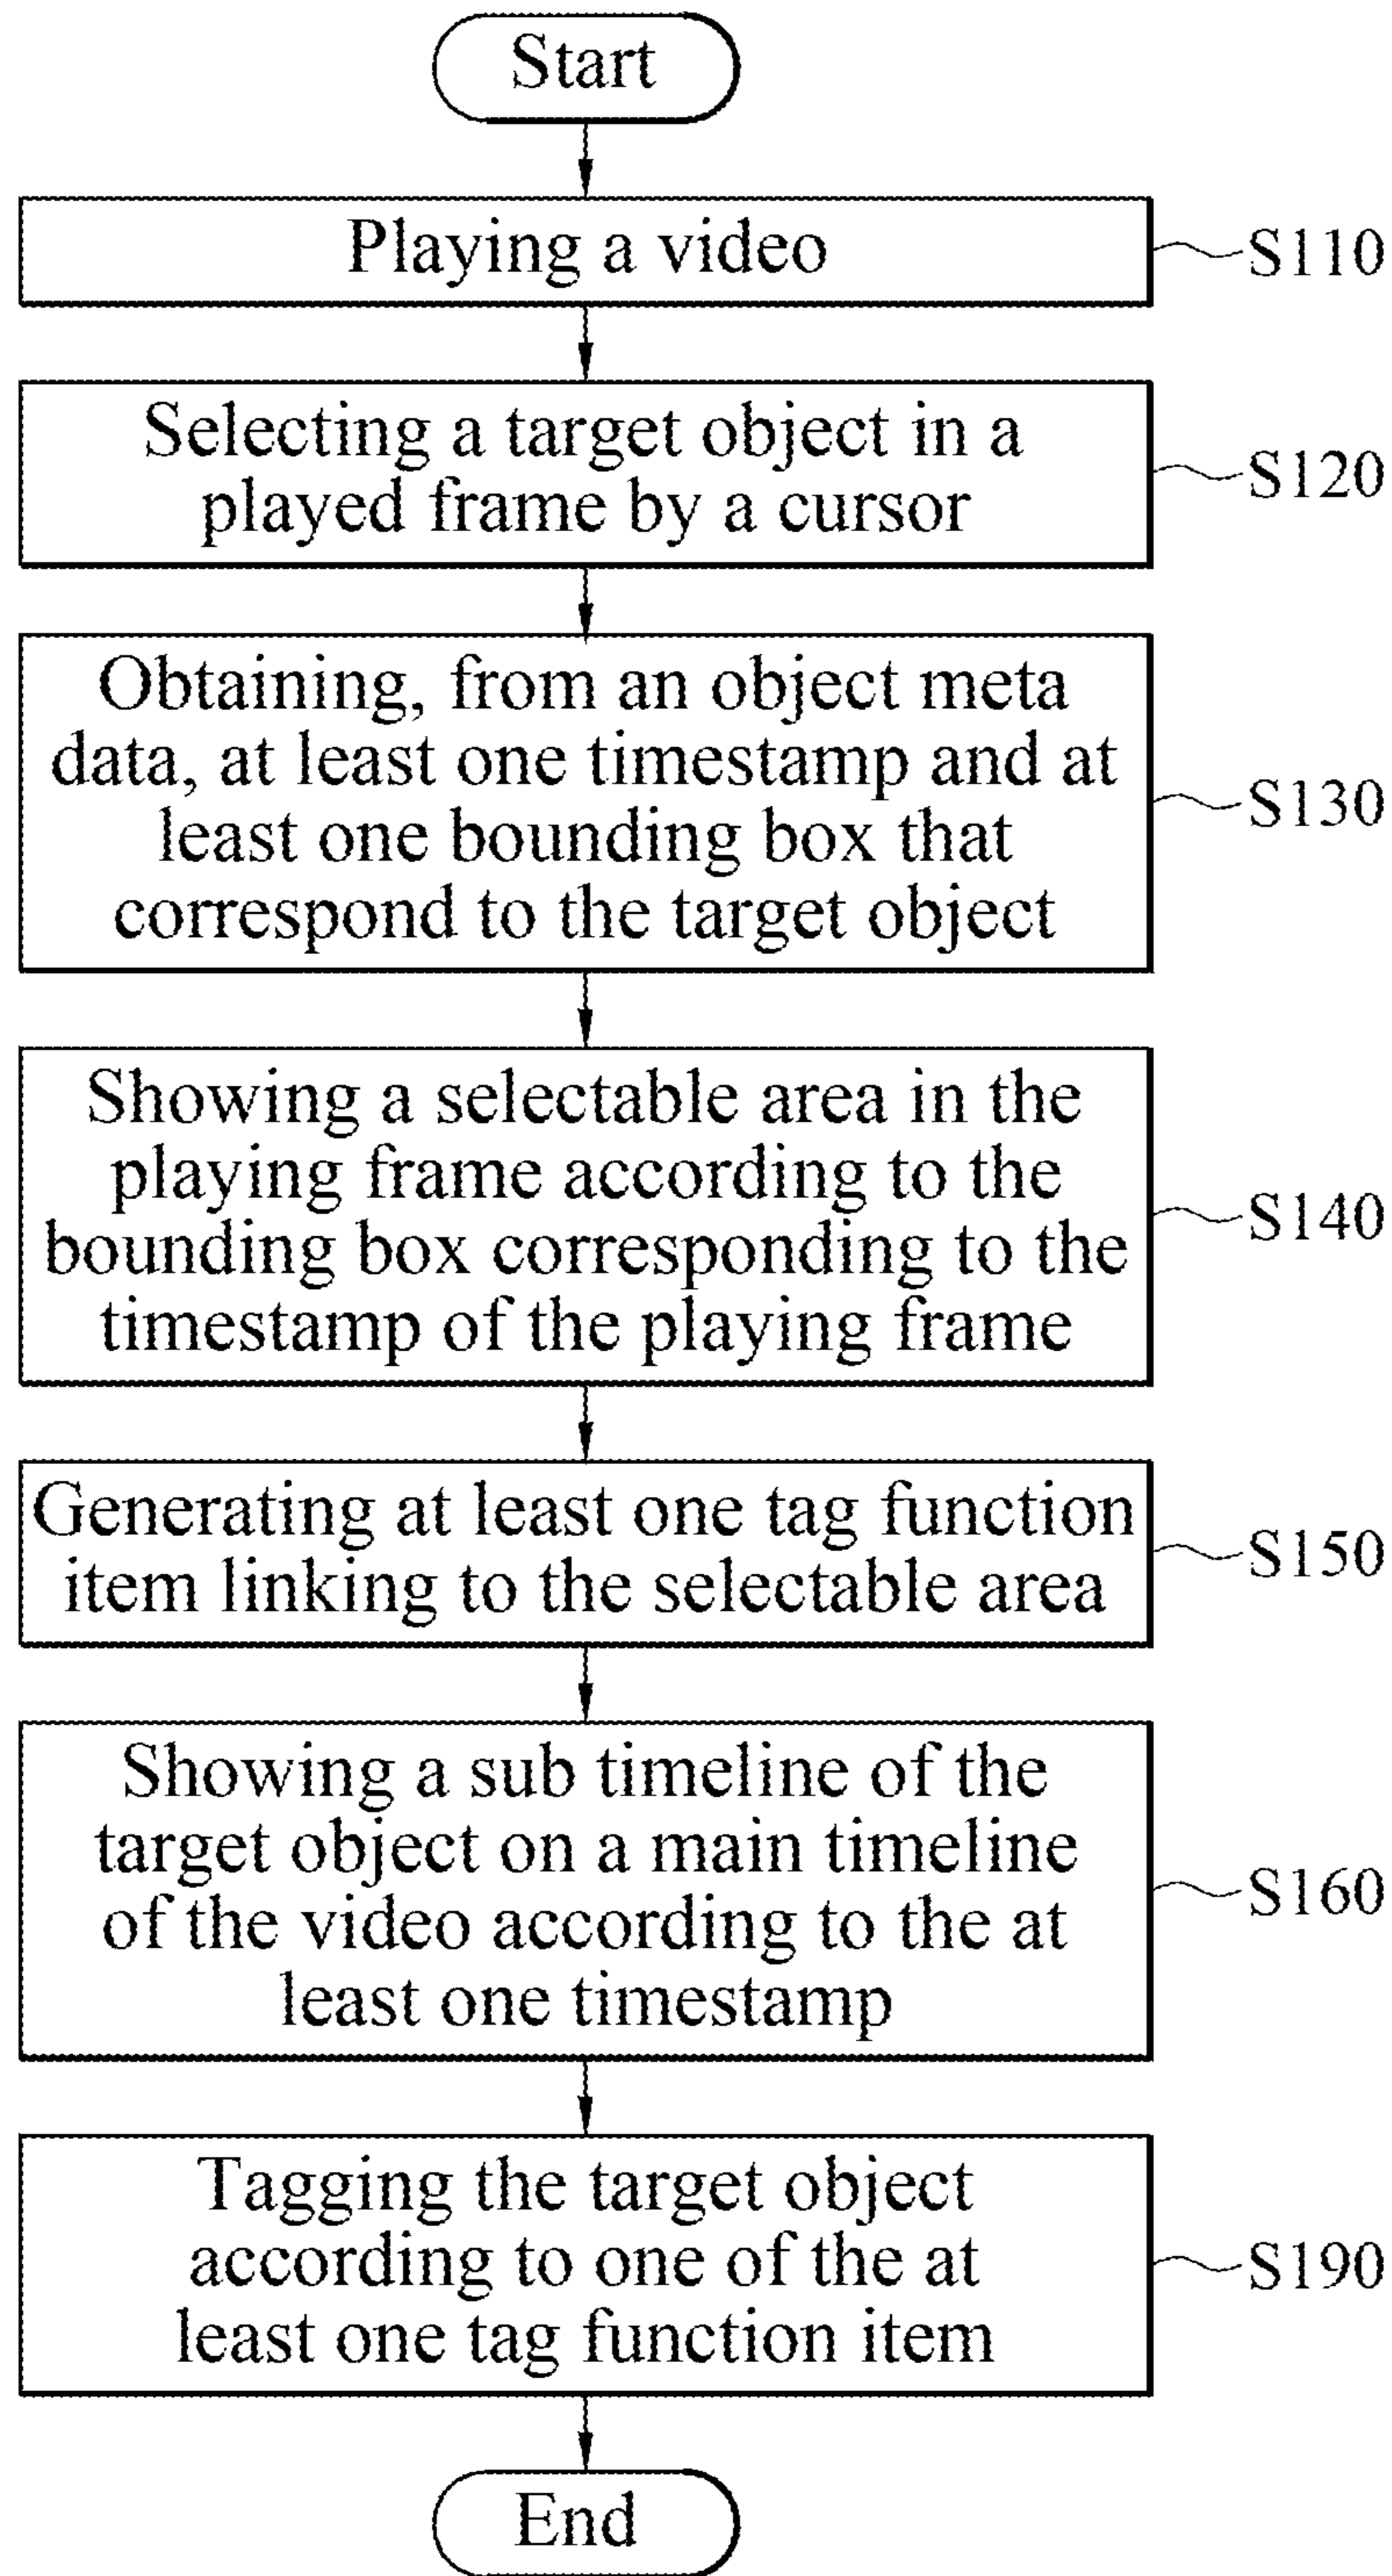 Start
Playing a video
S110
Selecting a target object in a
played frame by a cursor
S120
Obtaining, from an object meta
data, at least one timestamp and at
least one bounding box that
correspond to the target object
S130
Showing a selectable area in the
playing frame according to the
bounding box corresponding to the
timestamp of the playing frame
S140
Generating at least one tag function
item linking to the selectable area
S150
Showing a sub timeline of the
target object on a main timeline
of the video according to the at
least one timestamp
S160
Tagging the target object
according to one of the at
least one tag function item
S190
End